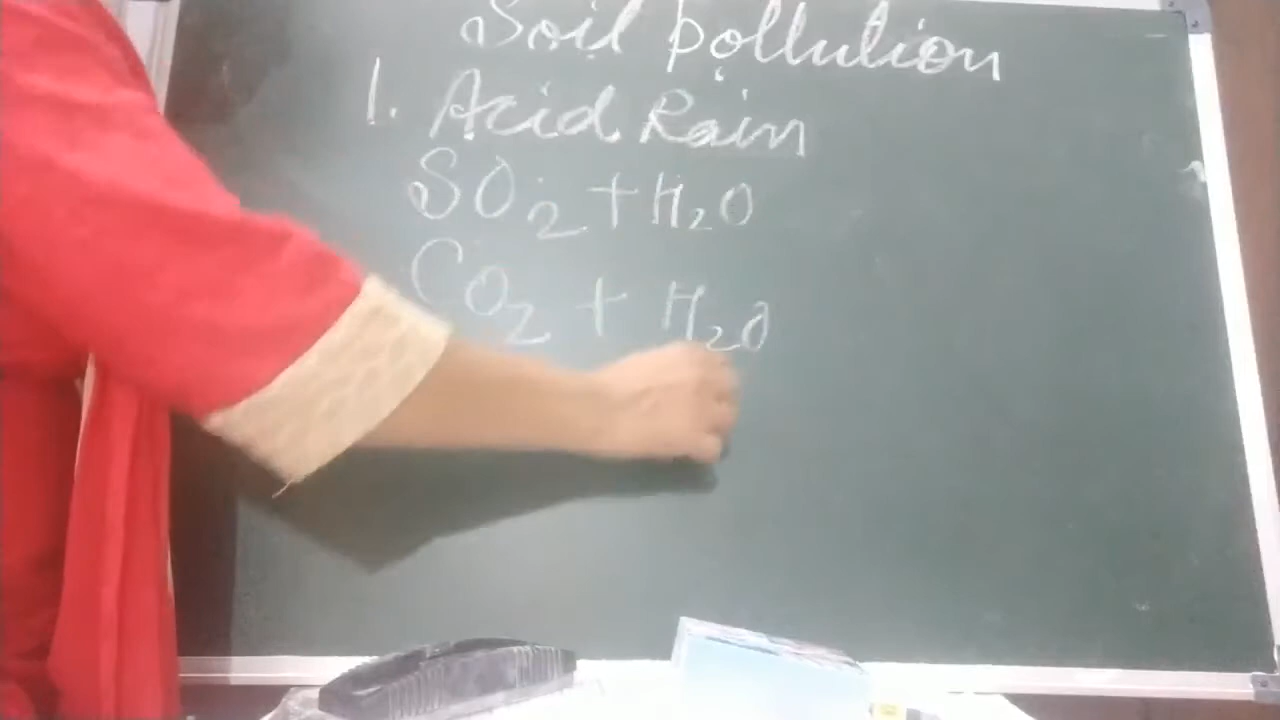 Soil pollution
1. Acid Rain
SO₂ + H₂O
CO₂ + H₂O